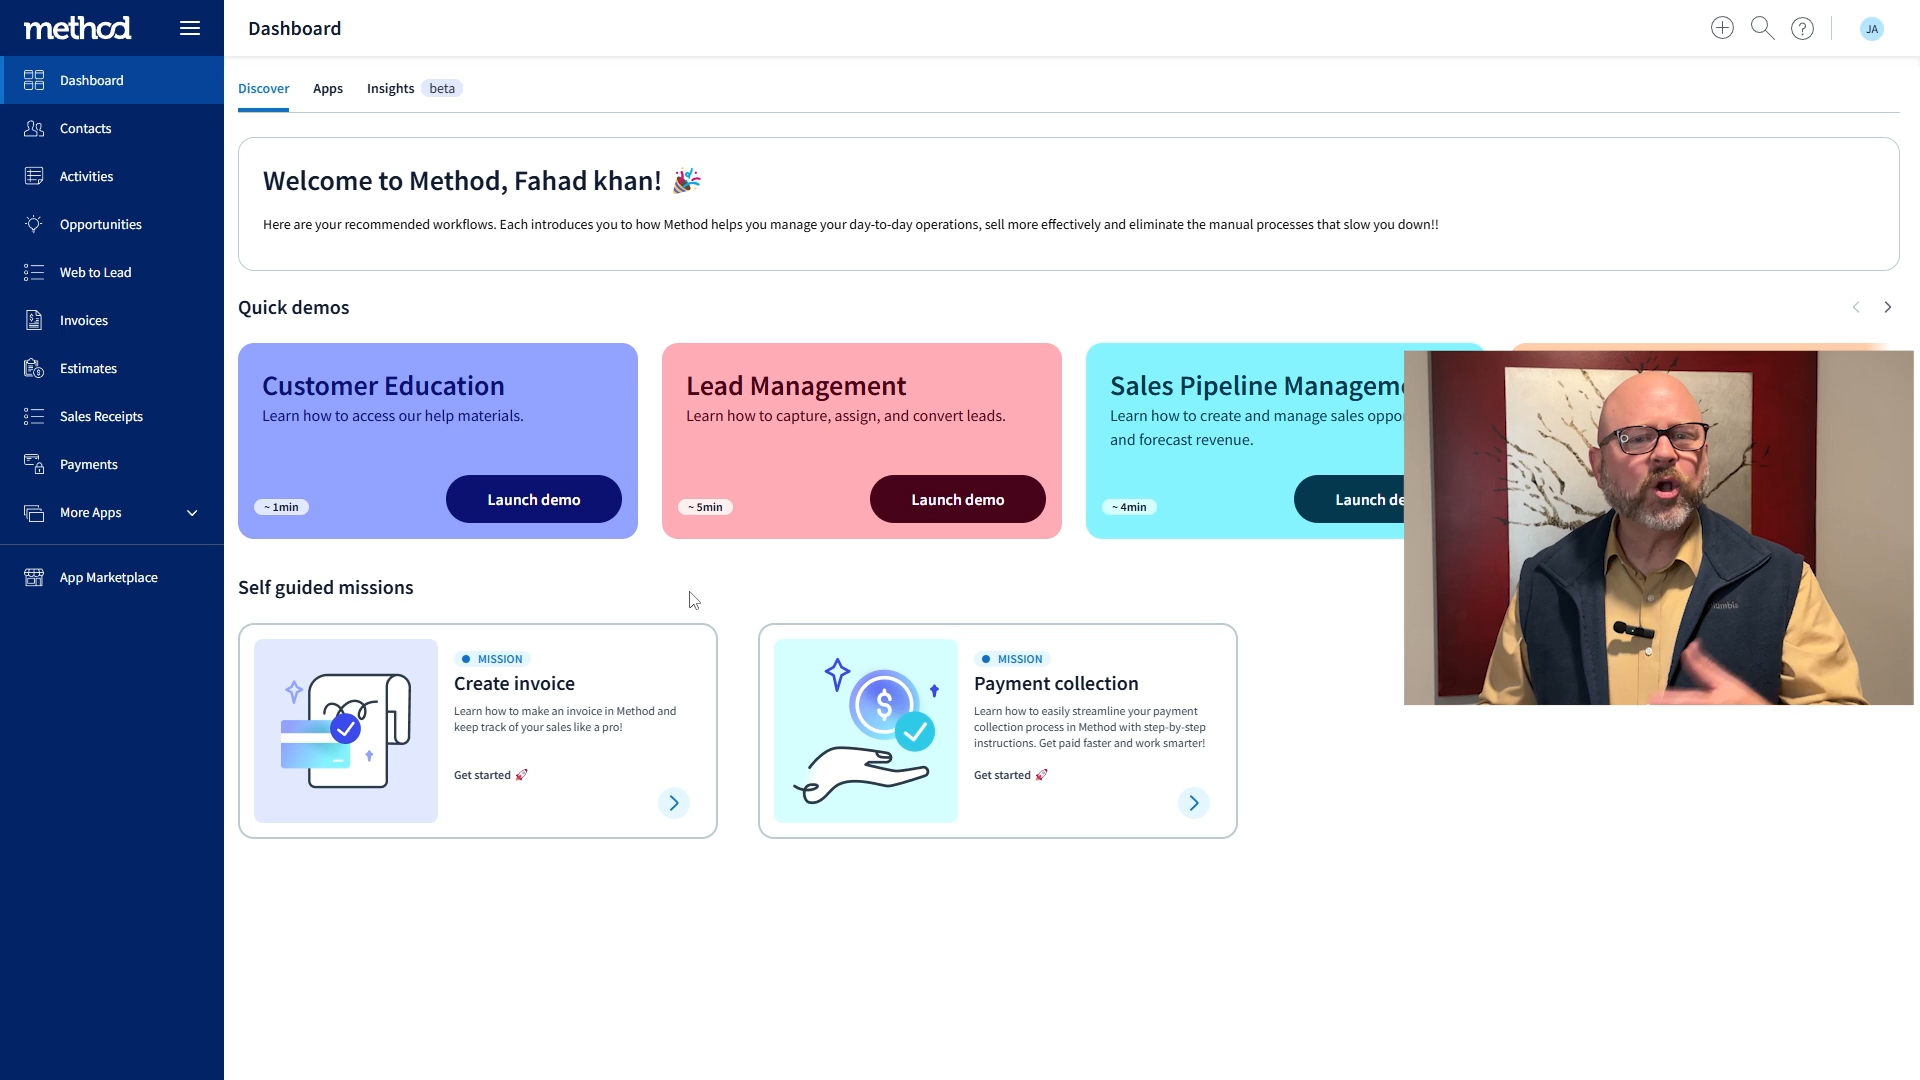 method
Dashboard
JA
Dashboard
Contacts
Activities
Opportunities
Web to Lead
Invoices
Estimates
Sales Receipts
Payments
More Apps
App Marketplace
Discover
Apps
Insights beta
Welcome to Method, Fahad khan!
Here are your recommended workflows. Each introduces you to how Method helps you manage your day-to-day operations, sell more effectively and eliminate the manual processes that slow you down!!
Quick demos
Customer Education
Learn how to access our help materials.
~ 1min
Launch demo
Lead Management
Learn how to capture, assign, and convert leads.
~ 5min
Launch demo
Sales Pipeline
Learn how to create and manage sales
and forecast revenue.
~ 4min
Launch
Self guided missions
MISSION
Create invoice
Learn how to make an invoice in Method and
keep track of your sales like a pro!
Get started
MISSION
Payment collection
Learn how to easily streamline your payment
collection process in Method with step-by-step
instructions. Get paid faster and work smarter!
Get started